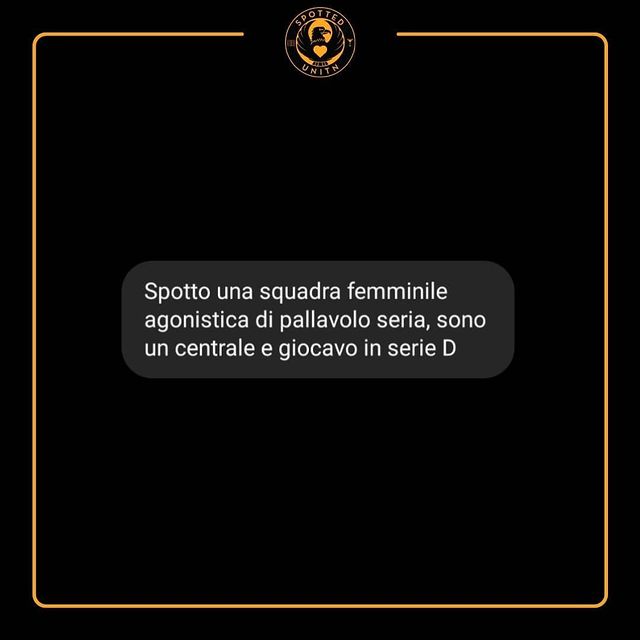 SPOTTED
UNITN
Spotto una squadra femminile
agonistica di pallavolo seria, sono
un centrale e giocavo in serie D